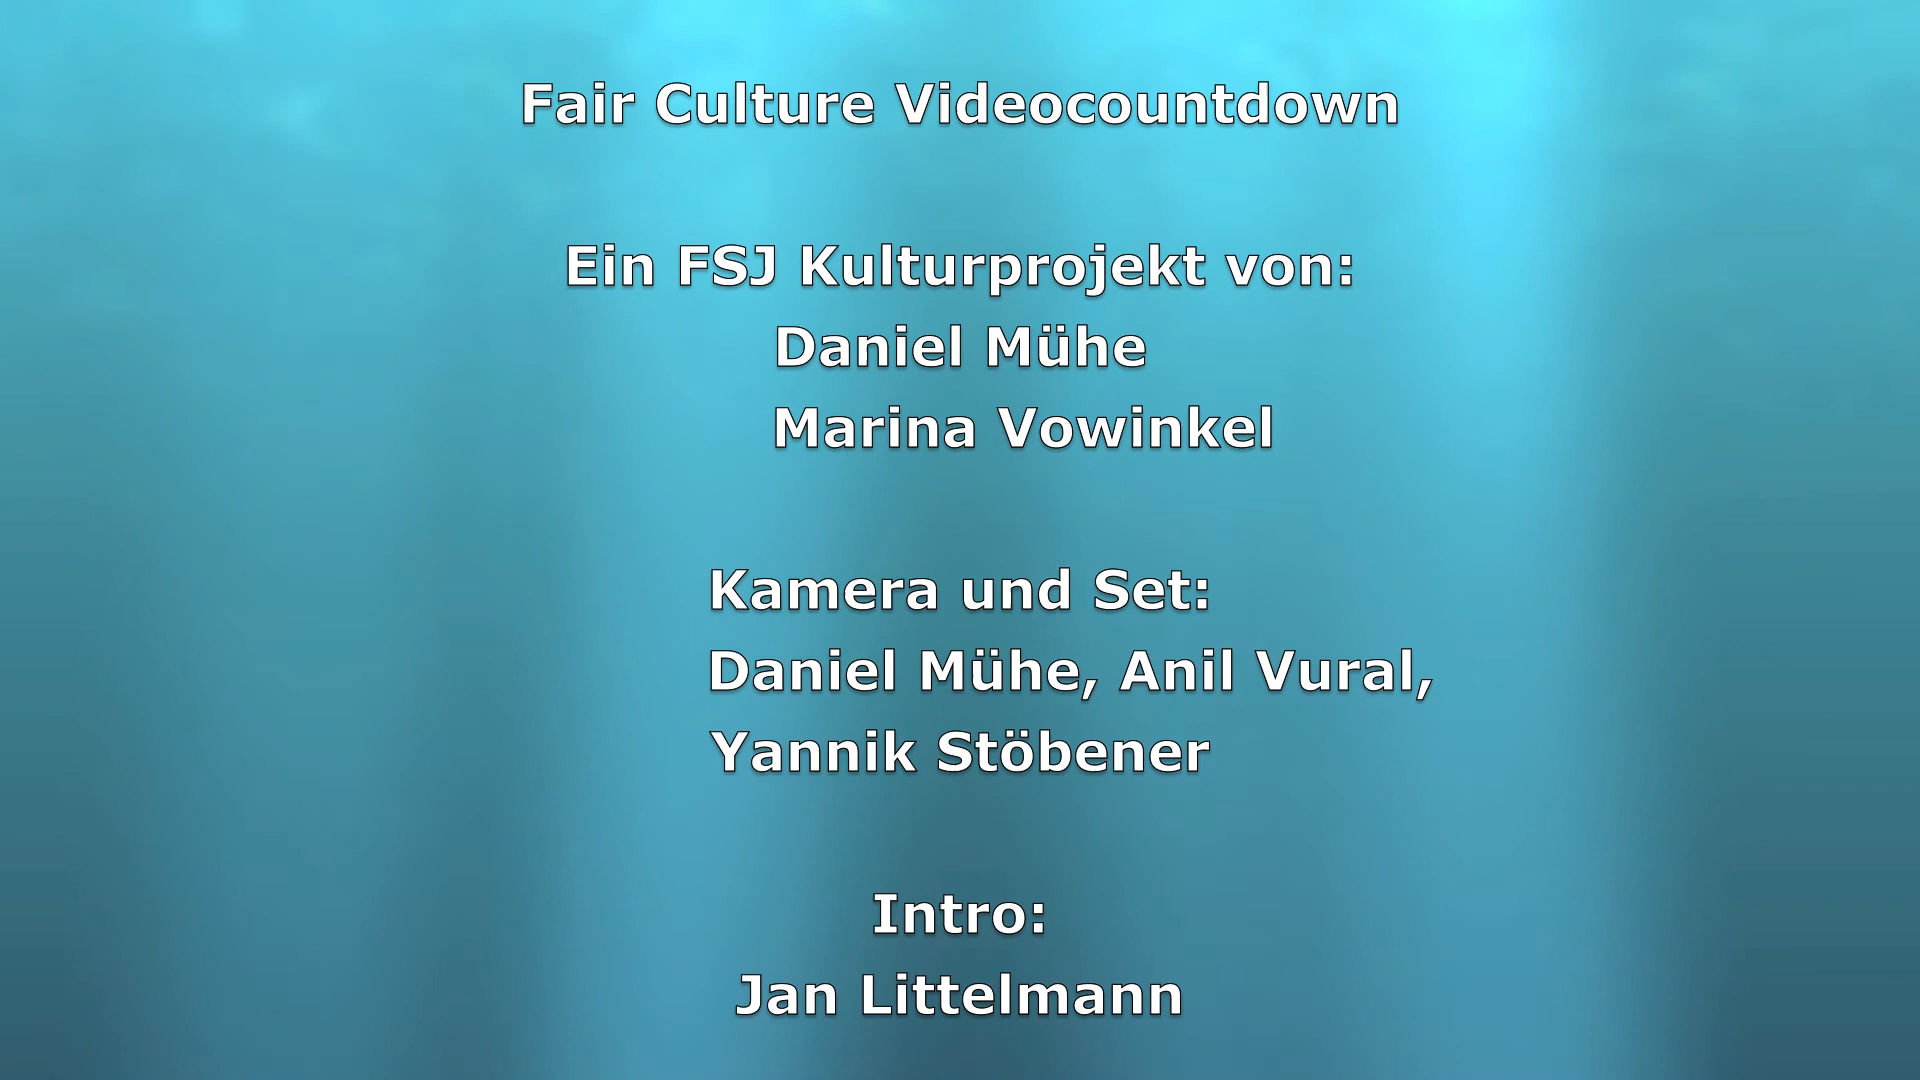 Fair Culture Videocountdown
Ein FSJ Kulturprojekt von:
Daniel Mühe
Marina Vowinkel
Kamera und Set:
Daniel Mühe, Anil Vural,
Yannik Stöbener
Intro:
Jan Littelmann